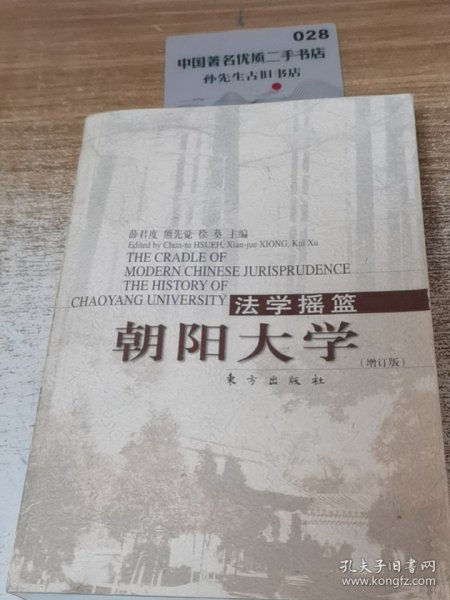 028
中国著名优质二手书店
孙先生古旧书店
薛君度 熊先觉 徐葵 主编
Edited by Chun-tu HSUEH, Xian-jue XIONG, Kui Xu
THE CRADLE OF
MODERN CHINESE JURISPRUDENCE
THE HISTORY OF
CHAOYANG UNIVERSITY
法学摇篮
朝阳大学
(增订版)
东方出版社
孔夫子旧书网
www.kongfz.com